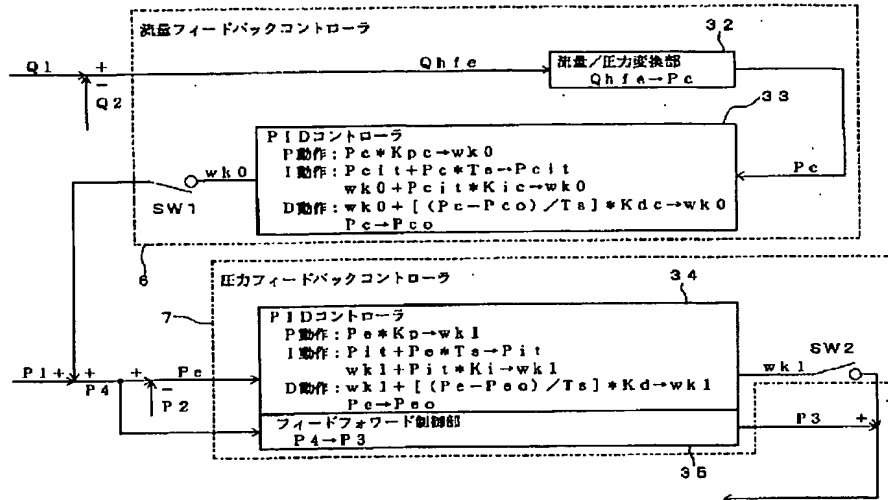 流量フィードバックコントローラ
32
Q1
+
−
Q2
Qhfe
流量/圧力変換部
Qhfe→Pc
33
PIDコントローラ
P動作:Pc*Kpc→wk0
I動作:Pcit+Pc*Ts→Pcit
wk0+Pcit*Kic→wk0
D動作:wk0+[(Pc−Pco)/Ts]*Kdc→wk0
Pc→Pco
wk0
SW1
Pc
6
圧力フィードバックコントローラ
34
7
PIDコントローラ
P動作:Pe*Kp→wk1
I動作:Pit+Pe*Ts→Pit
wk1+Pit*Ki→wk1
D動作:wk1+[(Pe−Peo)/Ts]*Kd→wk1
Pe→Peo
P1
+
+
P4
+
−
P2
Pe
wk1
SW2
フィードフォワード制御部
P4→P3
P3
+
35